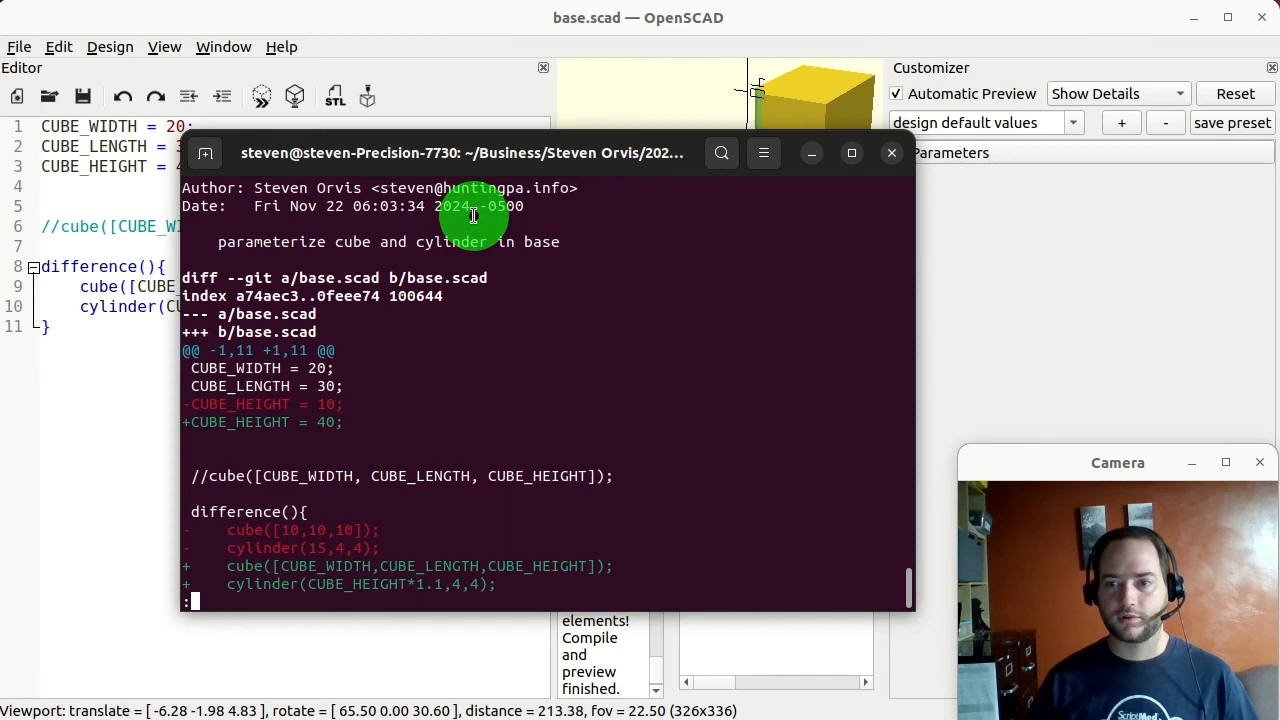 base.scad — OpenSCAD
File Edit Design View Window Help
Editor
Customizer
Automatic Preview
Show Details
Reset
design default values
+
-
save preset
Parameters
1 CUBE_WIDTH = 20;
2 CUBE_LENGTH =
3 CUBE_HEIGHT =
4
5
6 //cube([CUBE_W
7
8 difference(){
9 cube([CUBE_
10 cylinder(
11 }
STL
steven@steven-Precision-7730: ~/Business/Steven Orvis/202...
Author: Steven Orvis <steven@huntingpa.info>
Date: Fri Nov 22 06:03:34 2024 -0500
parameterize cube and cylinder in base
diff --git a/base.scad b/base.scad
index a74aec3..0feee74 100644
--- a/base.scad
+++ b/base.scad
@@ -1,11 +1,11 @@
CUBE_WIDTH = 20;
CUBE_LENGTH = 30;
-CUBE_HEIGHT = 10;
+CUBE_HEIGHT = 40;
//cube([CUBE_WIDTH, CUBE_LENGTH, CUBE_HEIGHT]);
difference(){
- cube([10,10,10]);
- cylinder(15,4,4);
+ cube([CUBE_WIDTH,CUBE_LENGTH,CUBE_HEIGHT]);
+ cylinder(CUBE_HEIGHT*1.1,4,4);
:
elements!
Compile
and
preview
finished.
Camera
Viewport: translate = [ -6.28 -1.98 4.83 ], rotate = [ 65.50 0.00 30.60 ], distance = 213.38, fov = 22.50 (326x336)